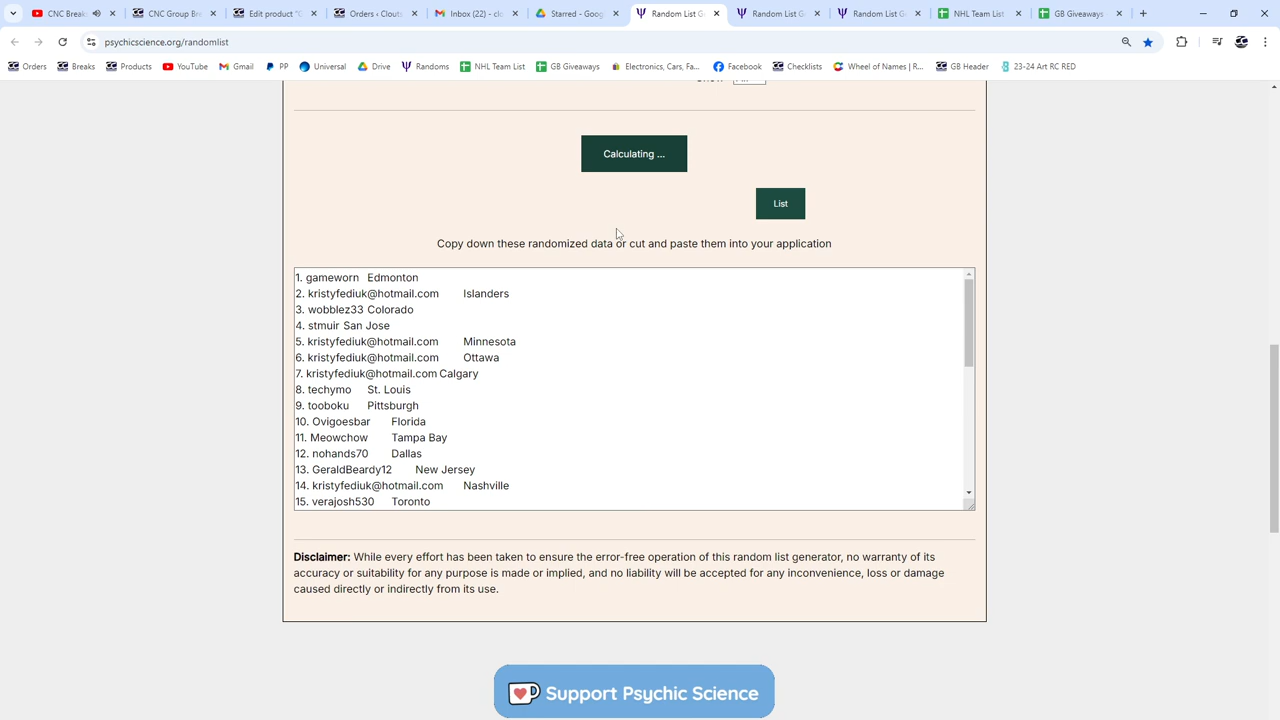 CNC Breaks
CNC Group Bre
Edit product "G
Orders < Clouts
Inbox (22) - clo
Starred - Goog
Random List Ge
Random List G
Random List G
NHL Team List
GB Giveaways
psychicscience.org/randomlist
Orders
Breaks
Products
YouTube
Gmail
PP
Universal
Drive
Randoms
NHL Team List
GB Giveaways
Electronics, Cars, Fa...
Facebook
Checklists
Wheel of Names | R...
GB Header
23-24 Art RC RED
Calculating ...
List
Copy down these randomized data or cut and paste them into your application
1. gameworn Edmonton
2. kristyfediuk@hotmail.com Islanders
3. wobblez33 Colorado
4. stmuir San Jose
5. kristyfediuk@hotmail.com Minnesota
6. kristyfediuk@hotmail.com Ottawa
7. kristyfediuk@hotmail.com Calgary
8. techymo St. Louis
9. tooboku Pittsburgh
10. Ovigoesbar Florida
11. Meowchow Tampa Bay
12. nohands70 Dallas
13. GeraldBeardy12 New Jersey
14. kristyfediuk@hotmail.com Nashville
15. verajosh530 Toronto
Disclaimer: While every effort has been taken to ensure the error-free operation of this random list generator, no warranty of its
accuracy or suitability for any purpose is made or implied, and no liability will be accepted for any inconvenience, loss or damage
caused directly or indirectly from its use.
Support Psychic Science